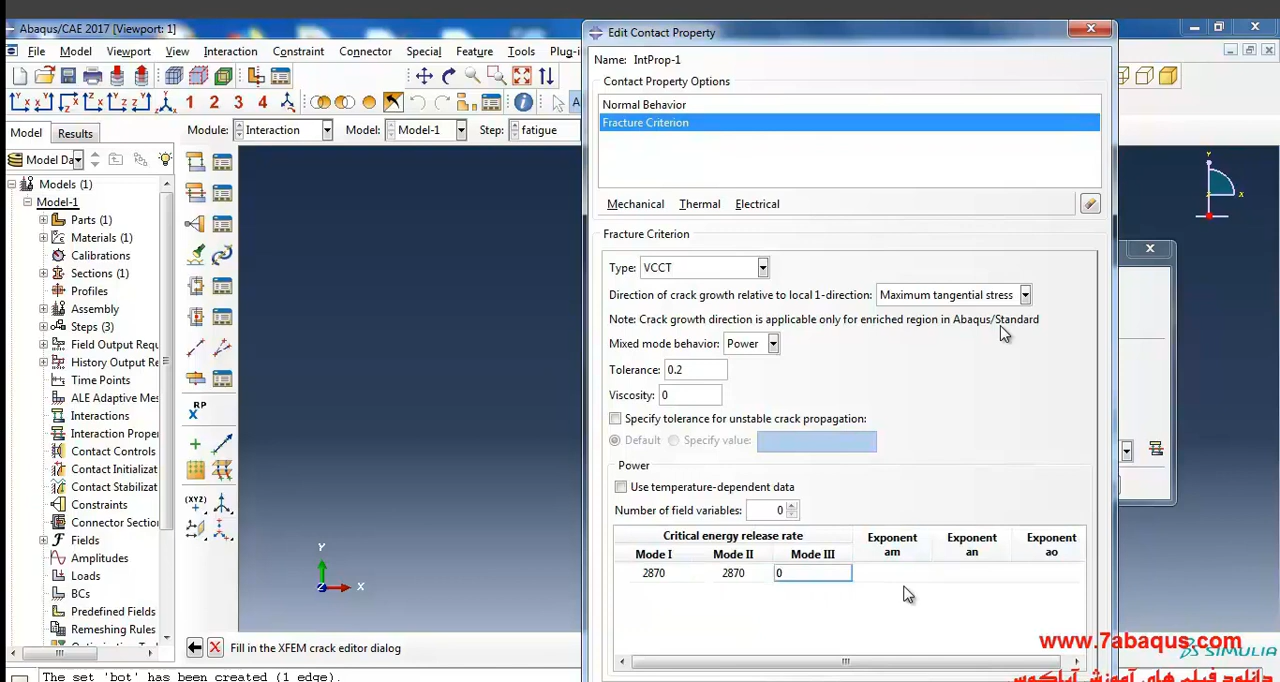 Abaqus/CAE 2017 [Viewport: 1]
File Model Viewport View Interaction Constraint Connector Special Feature Tools Plug-i
1 2 3 4
Model Results
Module: Interaction Model: Model-1 Step: fatigue
Model Da
Models (1)
Model-1
Parts (1)
Materials (1)
Calibrations
Sections (1)
Profiles
Assembly
Steps (3)
Field Output Requ
History Output Re
Time Points
ALE Adaptive Mes
Interactions
Interaction Proper
Contact Controls
Contact Initializat
Contact Stabilizat
Constraints
Connector Section
Fields
Amplitudes
Loads
BCs
Predefined Fields
Remeshing Rules
RP
(XYZ)
Y
Z
X
Fill in the XFEM crack editor dialog
The set 'bot' has been created (1 edge).
Edit Contact Property
Name: IntProp-1
Contact Property Options
Normal Behavior
Fracture Criterion
Mechanical Thermal Electrical
Fracture Criterion
Type: VCCT
Direction of crack growth relative to local 1-direction: Maximum tangential stress
Note: Crack growth direction is applicable only for enriched region in Abaqus/Standard
Mixed mode behavior: Power
Tolerance: 0.2
Viscosity: 0
Specify tolerance for unstable crack propagation:
Default Specify value:
Power
Use temperature-dependent data
Number of field variables: 0
Critical energy release rate
Mode I Mode II Mode III
Exponent am
Exponent an
Exponent ao
2870 2870 0
Y
X
www.7abaqus.com
SIMULIA